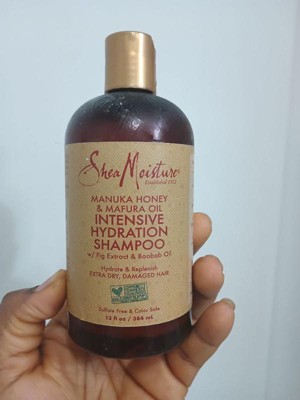 SheaMoisture
Established 1912
MANUKA HONEY
& MAFURA OIL
INTENSIVE
HYDRATION
SHAMPOO
w/ Fig Extract & Baobab Oil
Hydrate & Replenish
EXTRA DRY, DAMAGED HAIR
Sulfate Free & Color Safe
13 fl oz / 384 mL